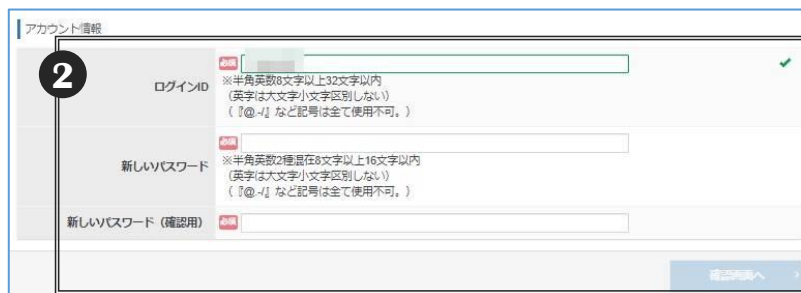 アカウント情報
2
ログインID
必須
※半角英数8文字以上32文字以内
(英字は大文字小文字区別しない)
(『@-/』など記号は全て使用不可。)
新しいパスワード
必須
※半角英数2種混在8文字以上16文字以内
(英字は大文字小文字区別しない)
(『@-/』など記号は全て使用不可。)
新しいパスワード(確認用)
必須
確認画面へ